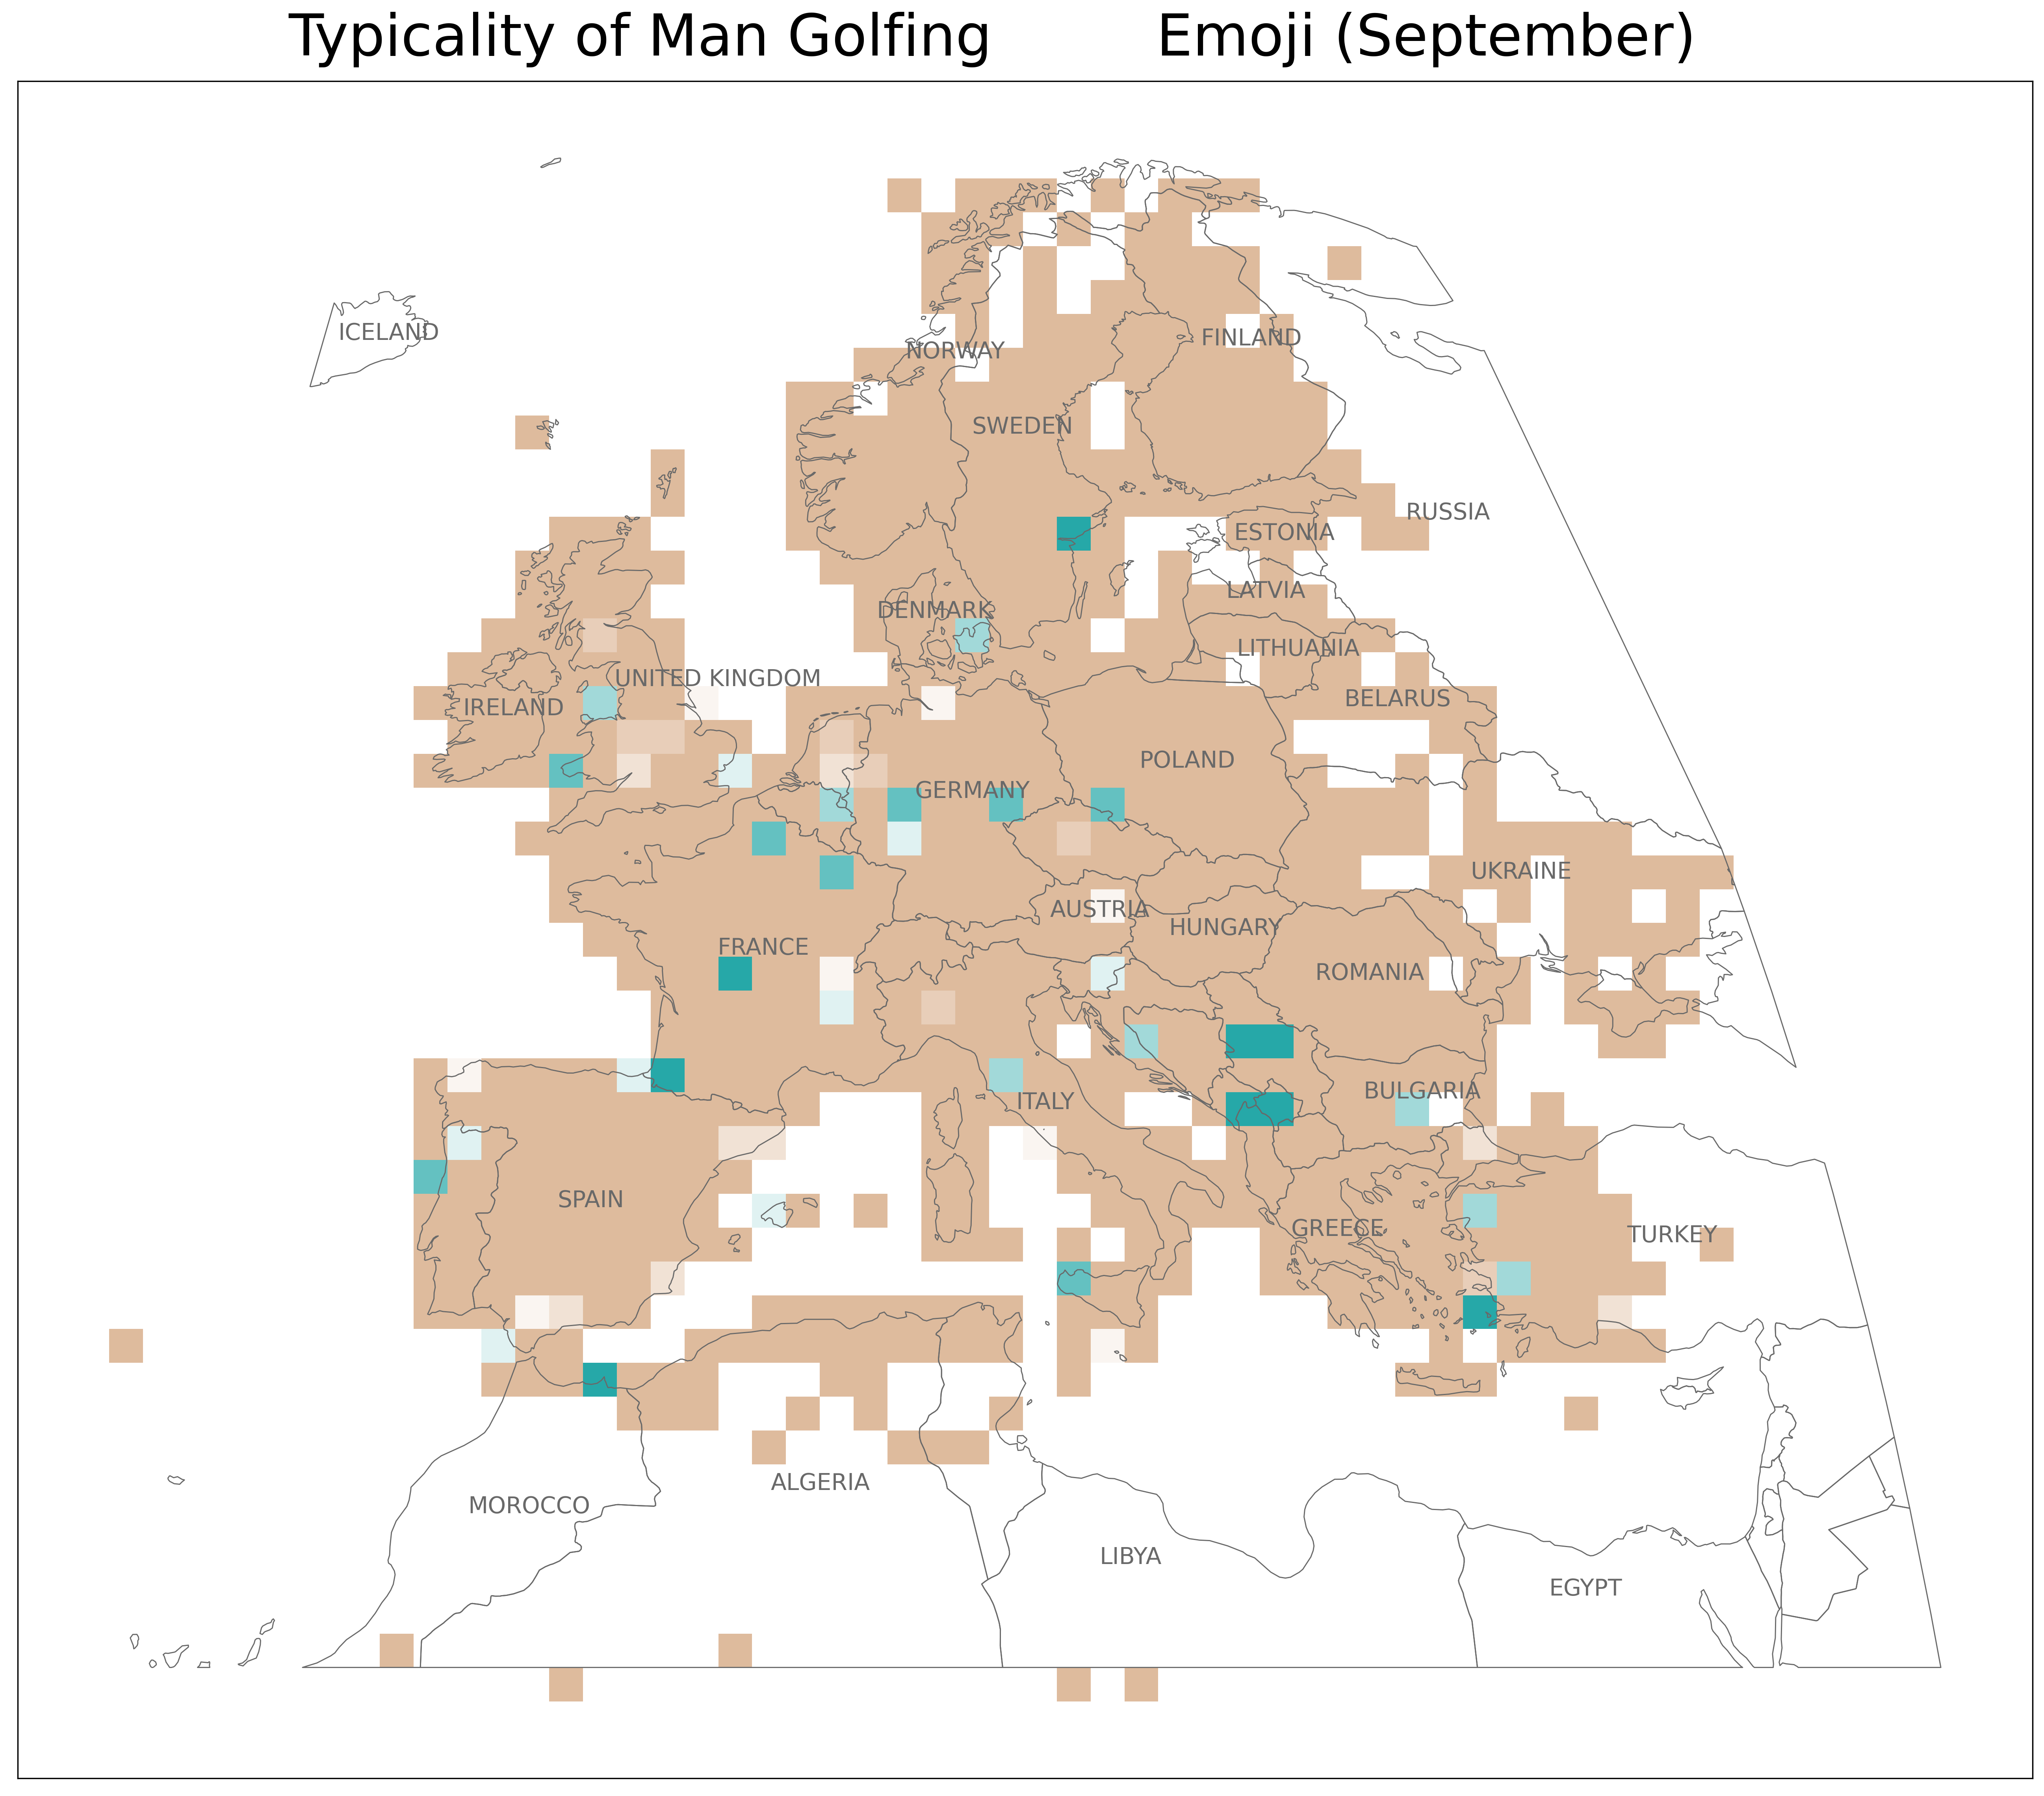 Typicality of Man Golfing Emoji (September)
ICELAND
NORWAY
FINLAND
SWEDEN
RUSSIA
ESTONIA
LATVIA
DENMARK
LITHUANIA
UNITED KINGDOM
IRELAND
BELARUS
POLAND
GERMANY
UKRAINE
AUSTRIA
HUNGARY
FRANCE
ROMANIA
BULGARIA
ITALY
SPAIN
GREECE
TURKEY
ALGERIA
MOROCCO
LIBYA
EGYPT